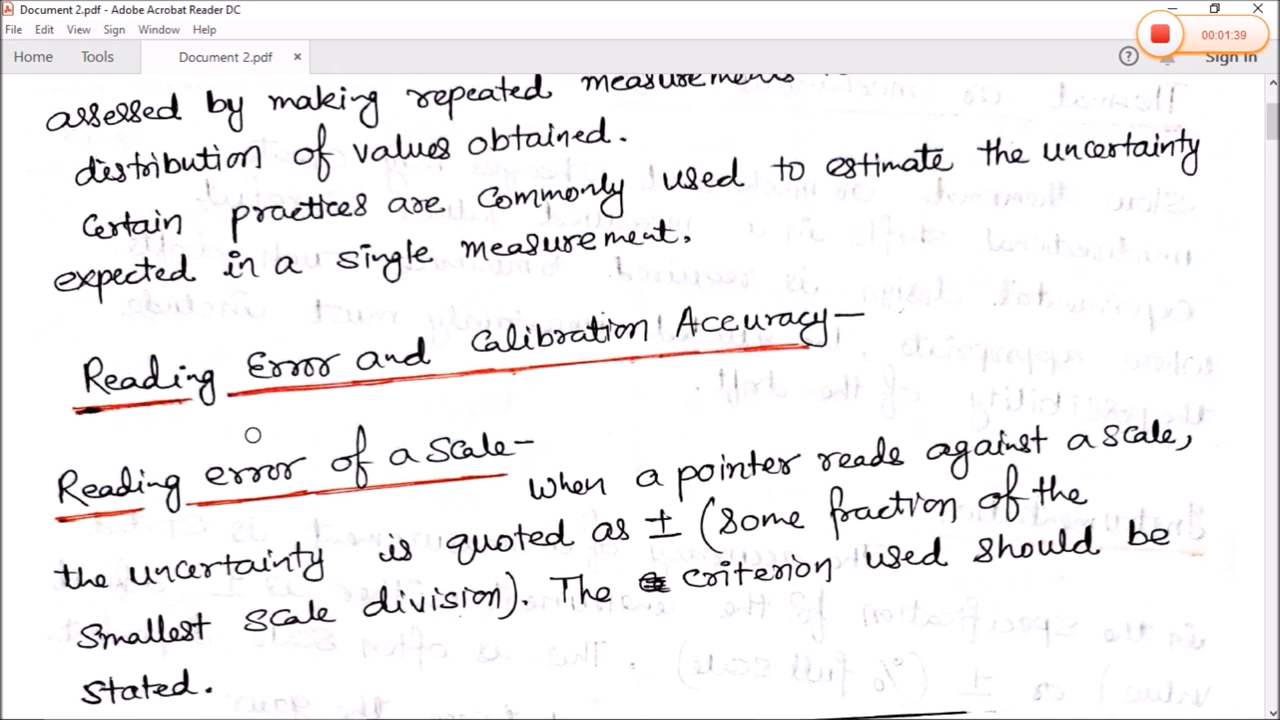 Document 2.pdf - Adobe Acrobat Reader DC
File Edit View Sign Window Help
Home Tools Document 2.pdf ×
00:01:39
Sign In
assessed by making repeated measurements
distribution of values obtained.
Certain practices are commonly used to estimate the uncertainty
expected in a single measurement.
Reading Error and Calibration Accuracy—
Reading error of a scale— When a pointer reads against a scale,
the uncertainty is quoted as ± (some fraction of the
smallest scale division). The criterion used should be
stated.